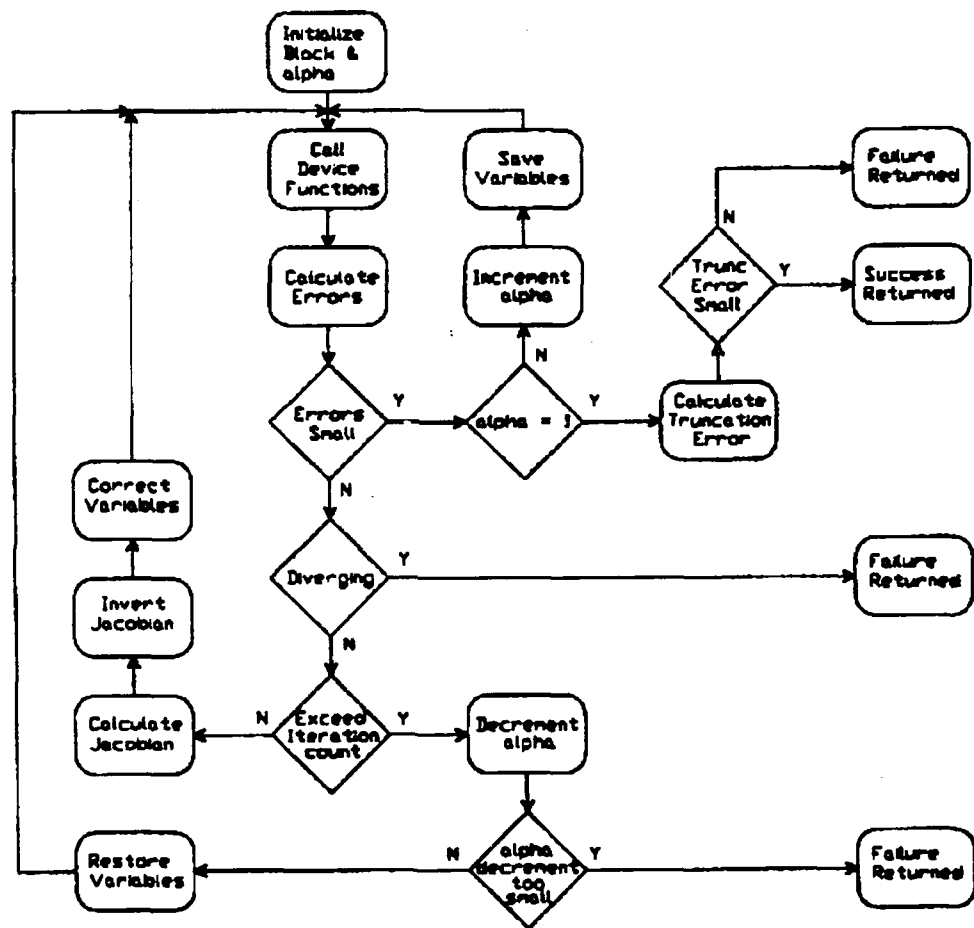 Initialize
Block &
alpha
Call
Device
Functions
Save
Variables
Failure
Returned
N
Calculate
Errors
Increment
alpha
Trunc
Error
Small
Y
Success
Returned
N
Errors
Small
Y
alpha = 1
Y
Calculate
Truncation
Error
N
Correct
Variables
Diverging
Y
Failure
Returned
Invert
Jacobian
N
Calculate
Jacobian
N
Exceed
Iteration
count
Y
Decrement
alpha
Restore
Variables
N
alpha
decrement
too
small
Y
Failure
Returned